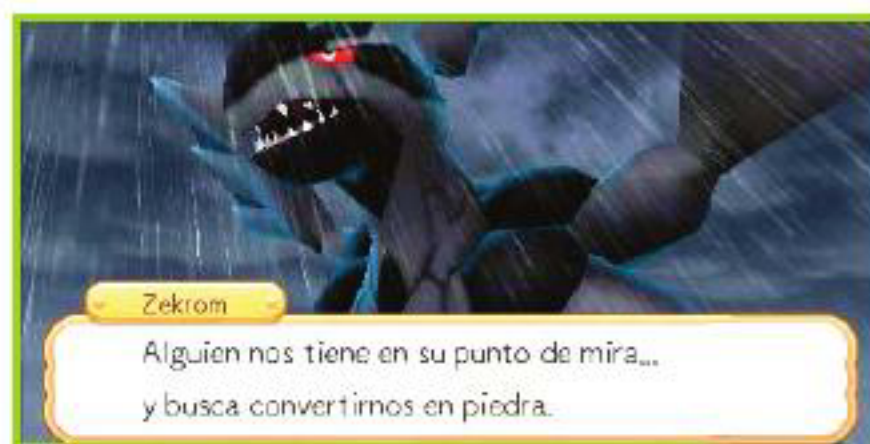 Zekrom
Alguien nos tiene en su punto de mira...
y busca convertirnos en piedra.